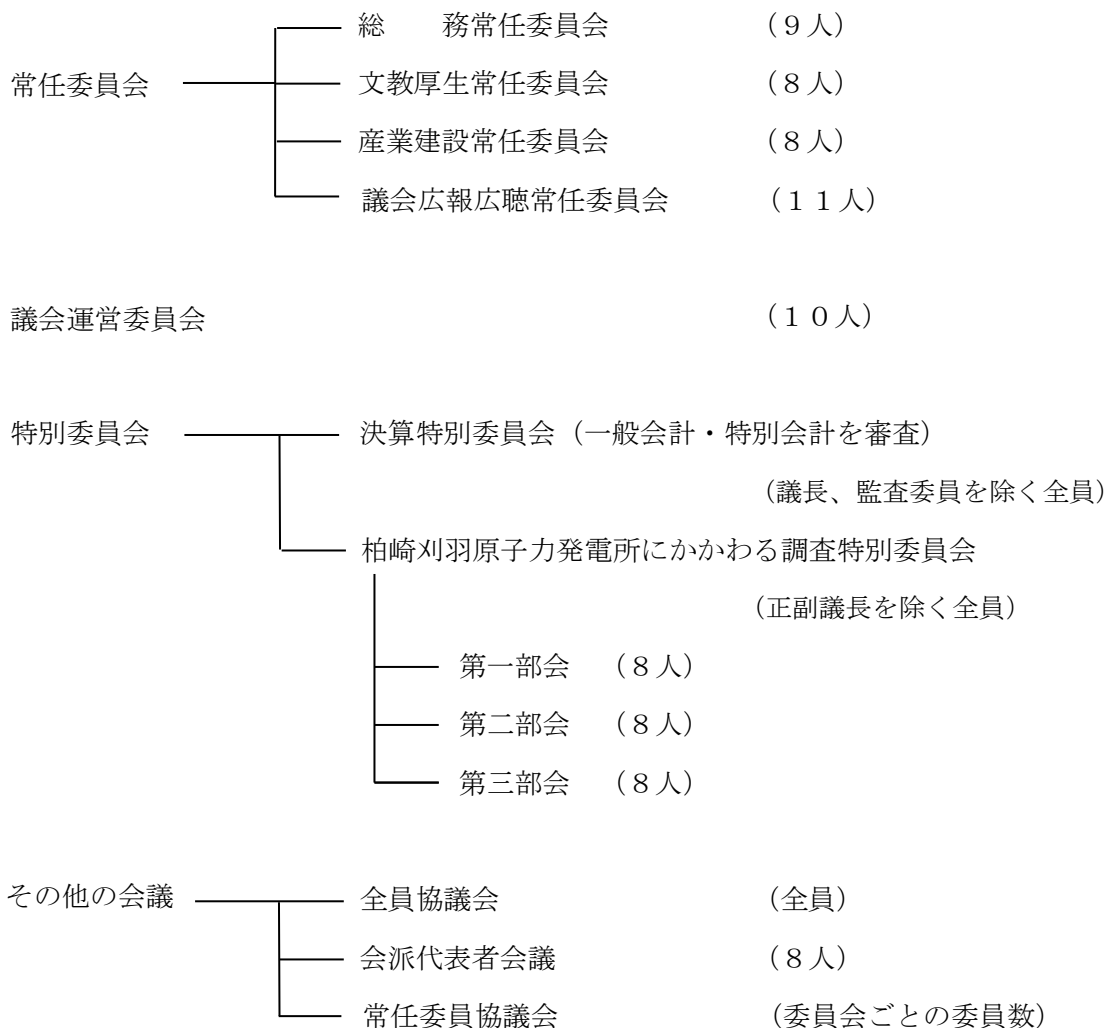 総　　務常任委員会　（９人）
常任委員会　文教厚生常任委員会　（８人）
産業建設常任委員会　（８人）
議会広報広聴常任委員会　（１１人）
議会運営委員会　（１０人）
特別委員会　決算特別委員会（一般会計・特別会計を審査）
（議長、監査委員を除く全員）
柏崎刈羽原子力発電所にかかわる調査特別委員会
（正副議長を除く全員）
第一部会　（８人）
第二部会　（８人）
第三部会　（８人）
その他の会議　全員協議会　（全員）
会派代表者会議　（８人）
常任委員協議会　（委員会ごとの委員数）